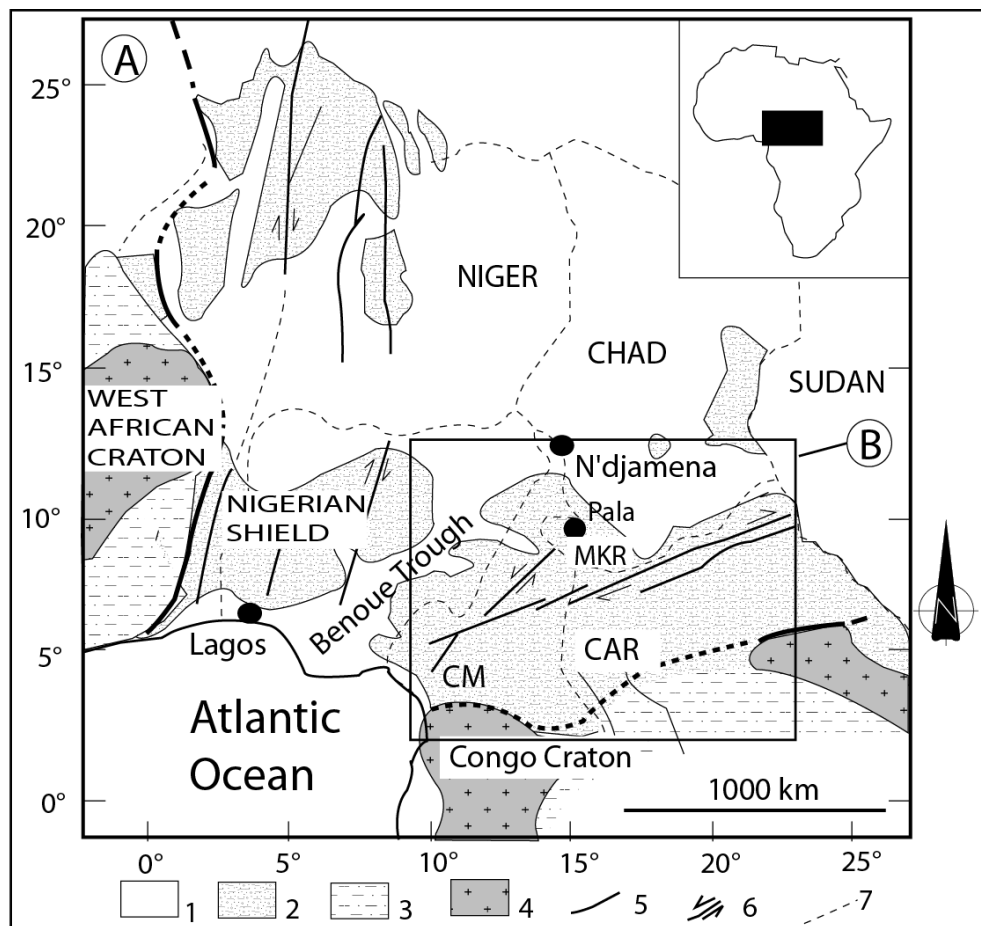 A
25°
20°
15°
10°
5°
0°
NIGER
CHAD
SUDAN
WEST
AFRICAN
CRATON
B
N'djamena
NIGERIAN
SHIELD
Pala
MKR
Benoue Trough
Lagos
CAR
CM
Atlantic
Ocean
Congo Craton
1000 km
N
0° 5° 10° 15° 20° 25°
1 2 3 4 5 6 7